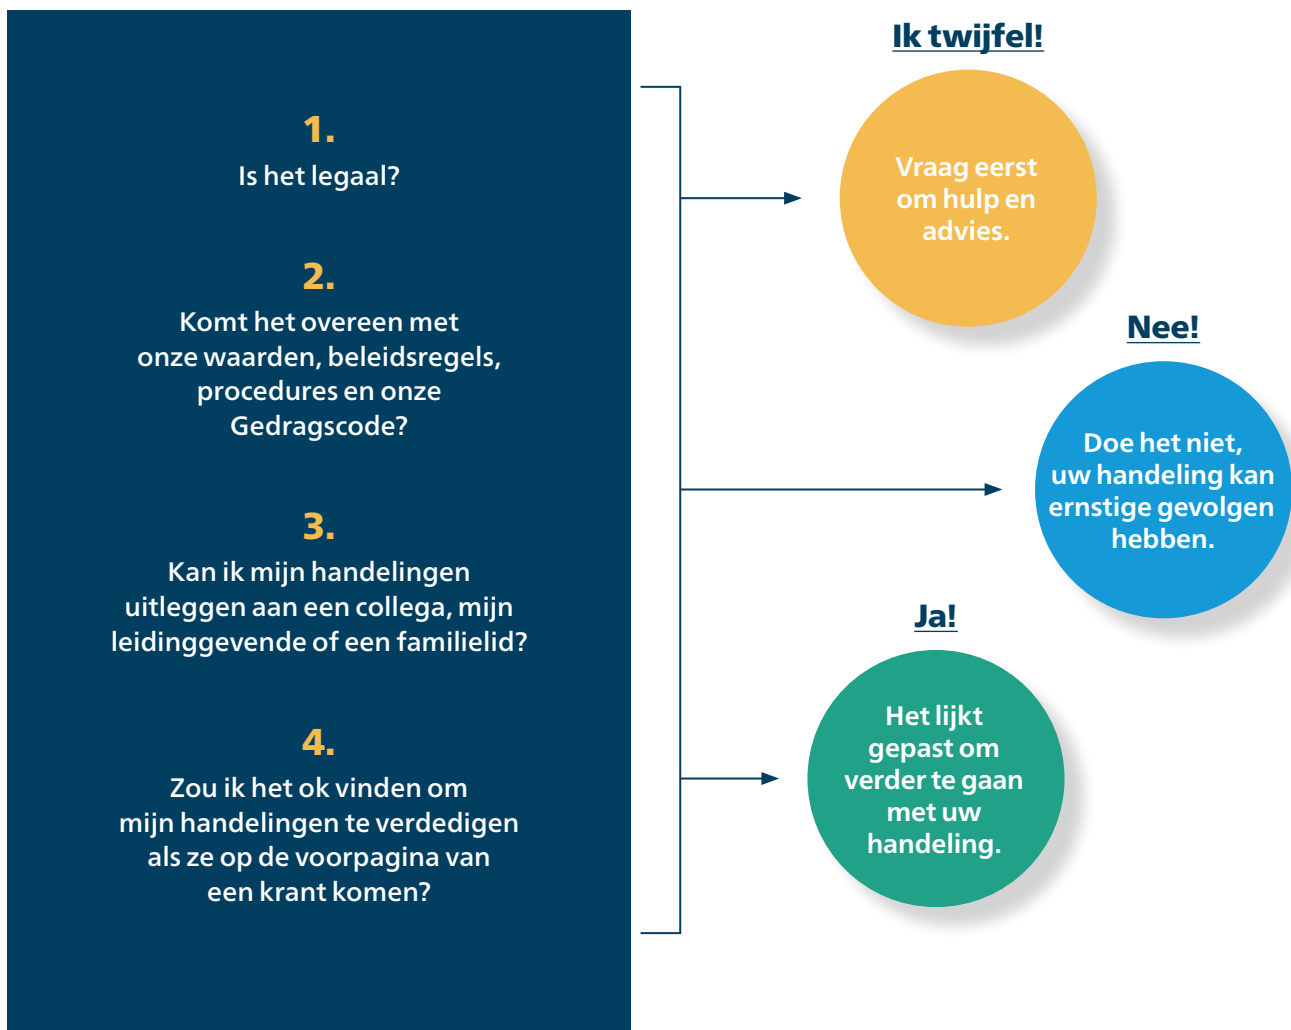 1.
Is het legaal?
2.
Komt het overeen met
onze waarden, beleidsregels,
procedures en onze
Gedragscode?
3.
Kan ik mijn handelingen
uitleggen aan een collega, mijn
leidinggevende of een familielid?
4.
Zou ik het ok vinden om
mijn handelingen te verdedigen
als ze op de voorpagina van
een krant komen?
Ik twijfel!
Vraag eerst
om hulp en
advies.
Nee!
Doe het niet,
uw handeling kan
ernstige gevolgen
hebben.
Ja!
Het lijkt
gepast om
verder te gaan
met uw
handeling.